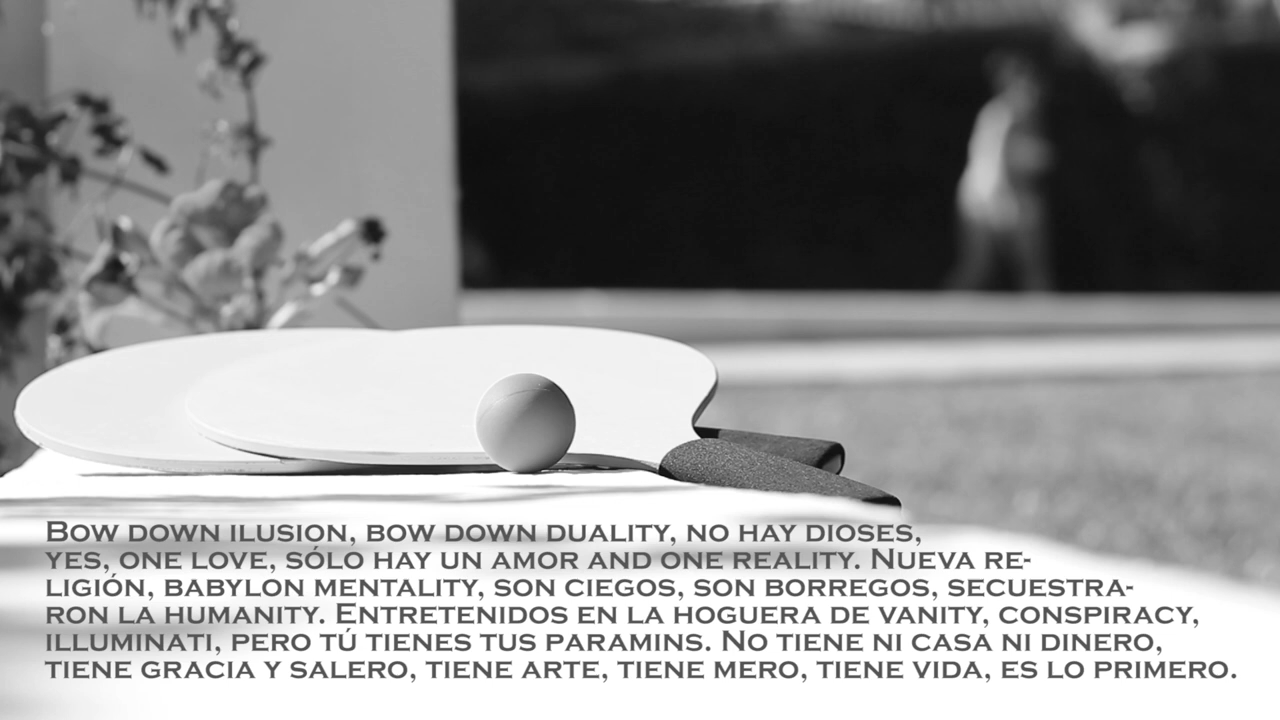 Bow down ilusion, bow down duality, no hay dioses,
yes, one love, sólo hay un amor and one reality. Nueva re-
ligión, babylon mentality, son ciegos, son borregos, secuestra-
ron la humanity. Entretenidos en la hoguera de vanity, conspiracy,
illuminati, pero tú tienes tus paramins. No tiene ni casa ni dinero,
tiene gracia y salero, tiene arte, tiene mero, tiene vida, es lo primero.